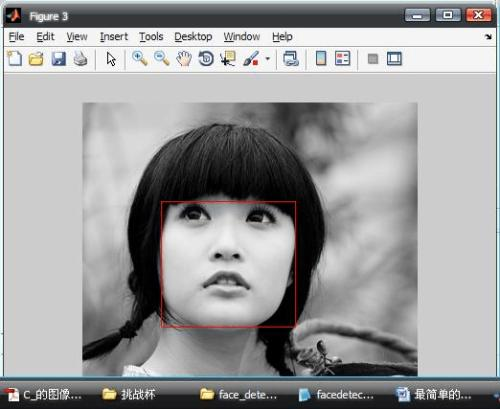 Figure 3
File Edit View Insert Tools Desktop Window Help
C_的图像...
挑战杯
face_dete...
facedetec...
最简单的...